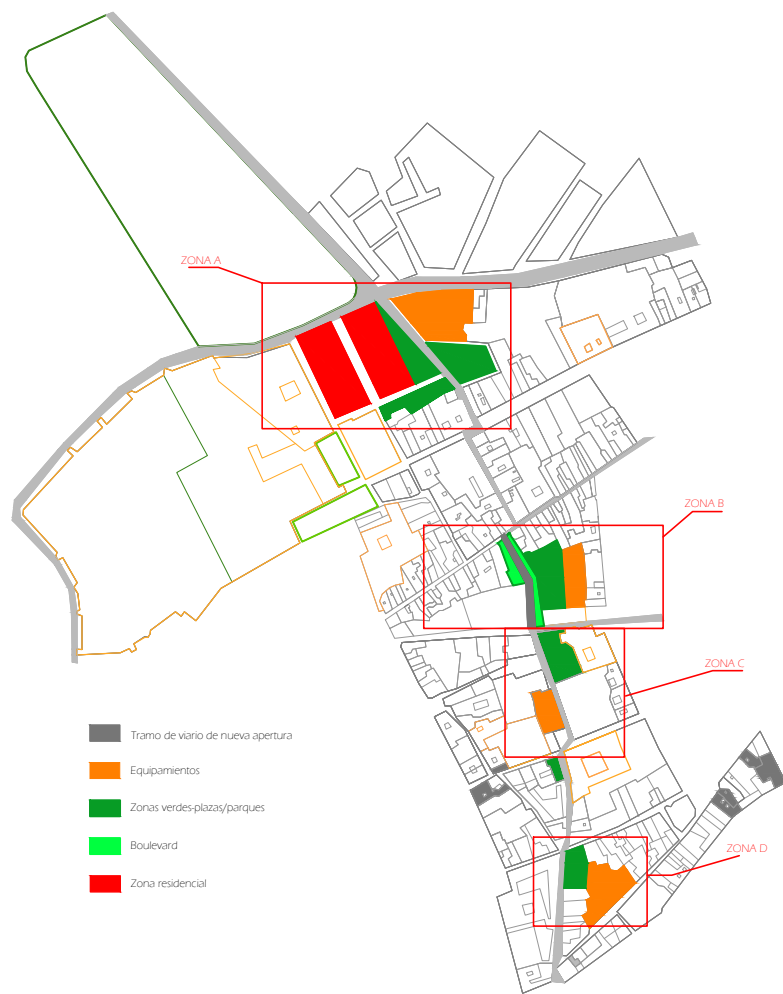 ZONA A
ZONA B
ZONA C
Tramo de viario de nueva apertura
Equipamientos
Zonas verdes-plazas/parques
Boulevard
Zona residencial
ZONA D